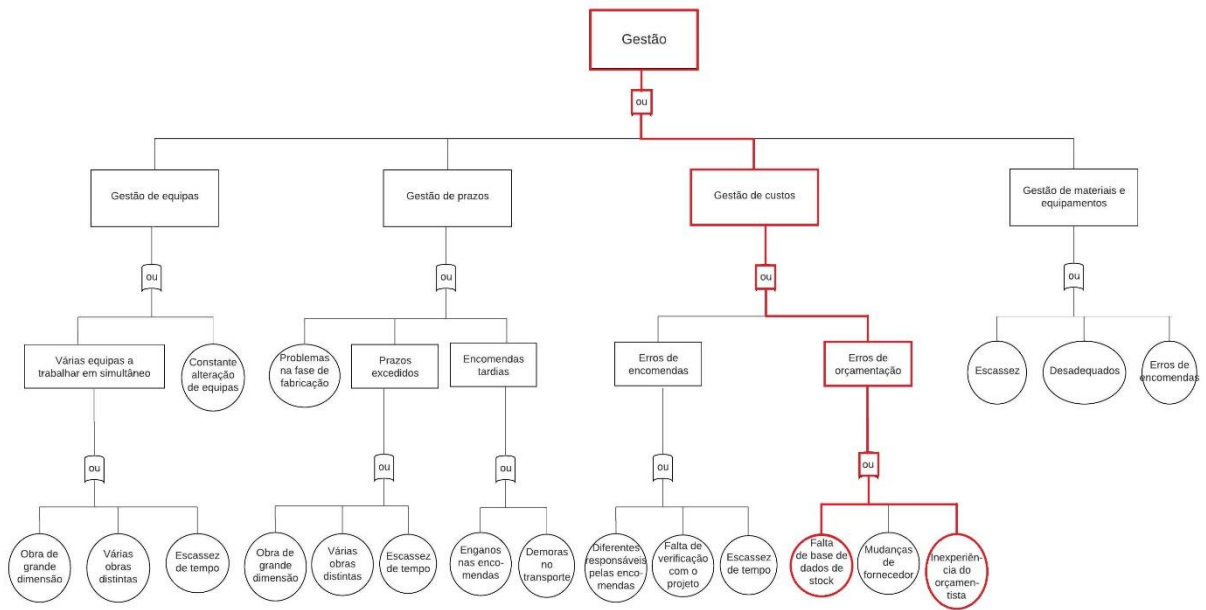 Gestão
ou
Gestão de equipas
Gestão de prazos
Gestão de custos
Gestão de materiais e
equipamentos
ou
ou
ou
ou
Várias equipas a
trabalhar em simultâneo
Constante
alteração
de equipas
Problemas
na fase de
fabricação
Prazos
excedidos
Encomendas
tardias
Erros de
encomendas
Erros de
orçamentação
Escassez
Desadequados
Erros de
encomendas
ou
ou
ou
ou
ou
Obra de
grande
dimensão
Várias
obras
distintas
Escassez
de tempo
Obra de
grande
dimensão
Várias
obras
distintas
Escassez
de tempo
Enganos
nas enco-
mendas
Demoras
no
transporte
Diferentes
responsáveis
pelas enco-
mendas
Falta de
verificação
com o
projeto
Escassez
de tempo
Falta
de base de
dados de
stock
Mudanças
de
fornecedor
Inexperiên-
cia do
orçamen-
tista